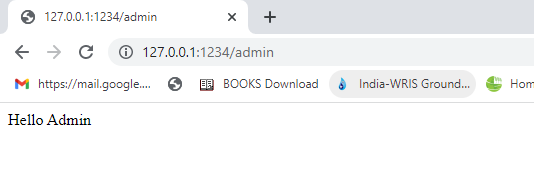 127.0.0.1:1234/admin
127.0.0.1:1234/admin
https://mail.google.... BOOKS Download India-WRIS Ground... Hom
Hello Admin